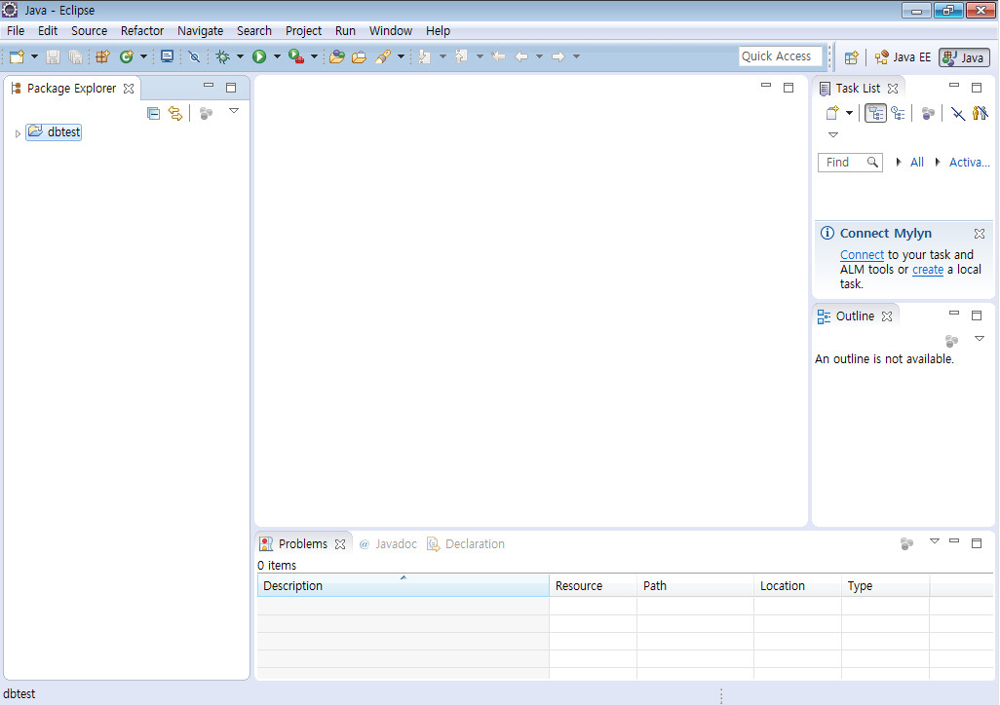 Java - Eclipse
File Edit Source Refactor Navigate Search Project Run Window Help
Quick Access
Java EE
Java
Package Explorer
dbtest
Task List
Find
All
Activa...
Connect Mylyn
Connect to your task and
ALM tools or create a local
task.
Outline
An outline is not available.
Problems @ Javadoc Declaration
0 items
Description Resource Path Location Type
dbtest